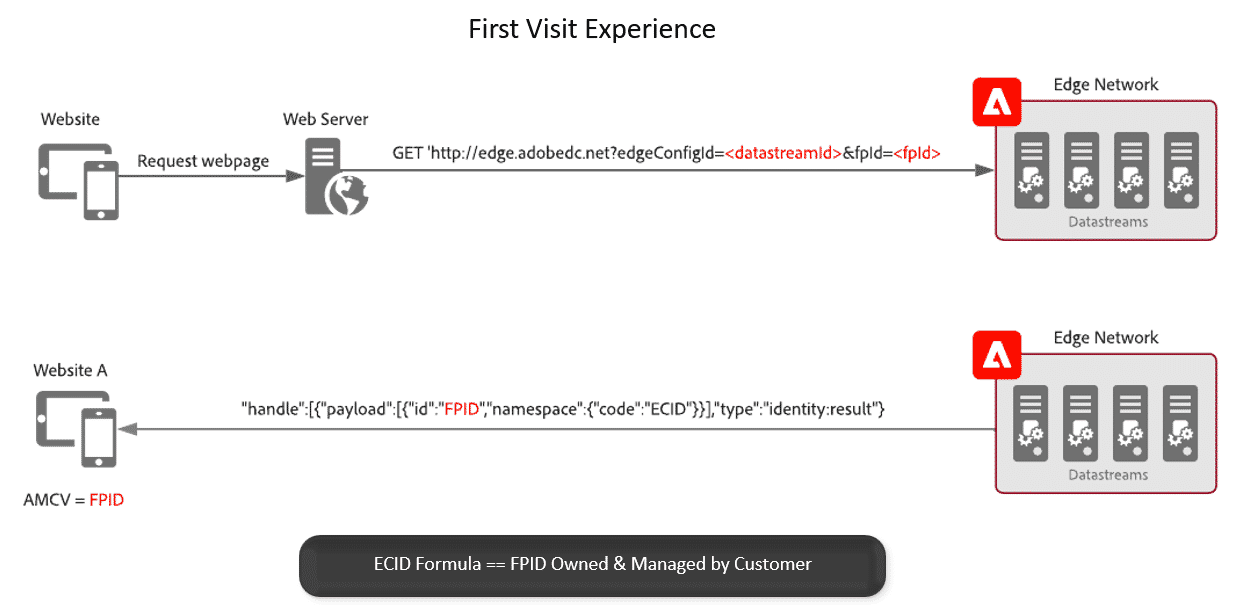 First Visit Experience
Edge Network
Website
Web Server
Request webpage
GET 'http://edge.adobedc.net?edgeConfigId=<datastreamId>&fpId=<fpId>
Datastreams
Edge Network
Website A
"handle":[{"payload":[{"id":"FPID","namespace":{"code":"ECID"}}],"type":"identity:result"}
Datastreams
AMCV = FPID
ECID Formula == FPID Owned & Managed by Customer